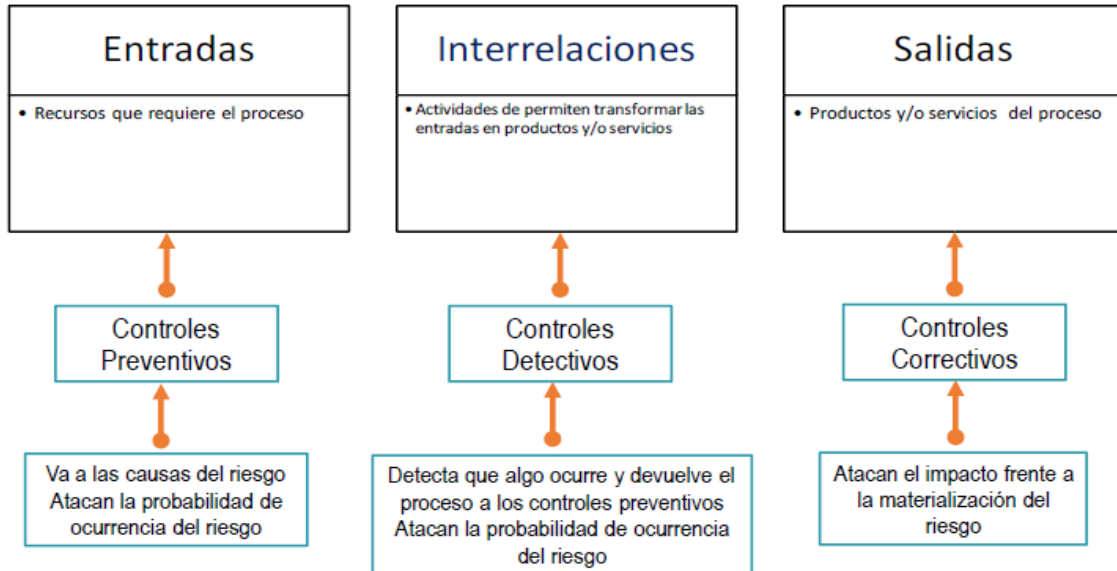 Entradas
• Recursos que requiere el proceso
Interrelaciones
• Actividades de permiten transformar las
entradas en productos y/o servicios
Salidas
• Productos y/o servicios del proceso
Controles
Preventivos
Controles
Detectivos
Controles
Correctivos
Va a las causas del riesgo
Atacan la probabilidad de
ocurrencia del riesgo
Detecta que algo ocurre y devuelve el
proceso a los controles preventivos
Atacan la probabilidad de ocurrencia
del riesgo
Atacan el impacto frente a
la materialización del
riesgo